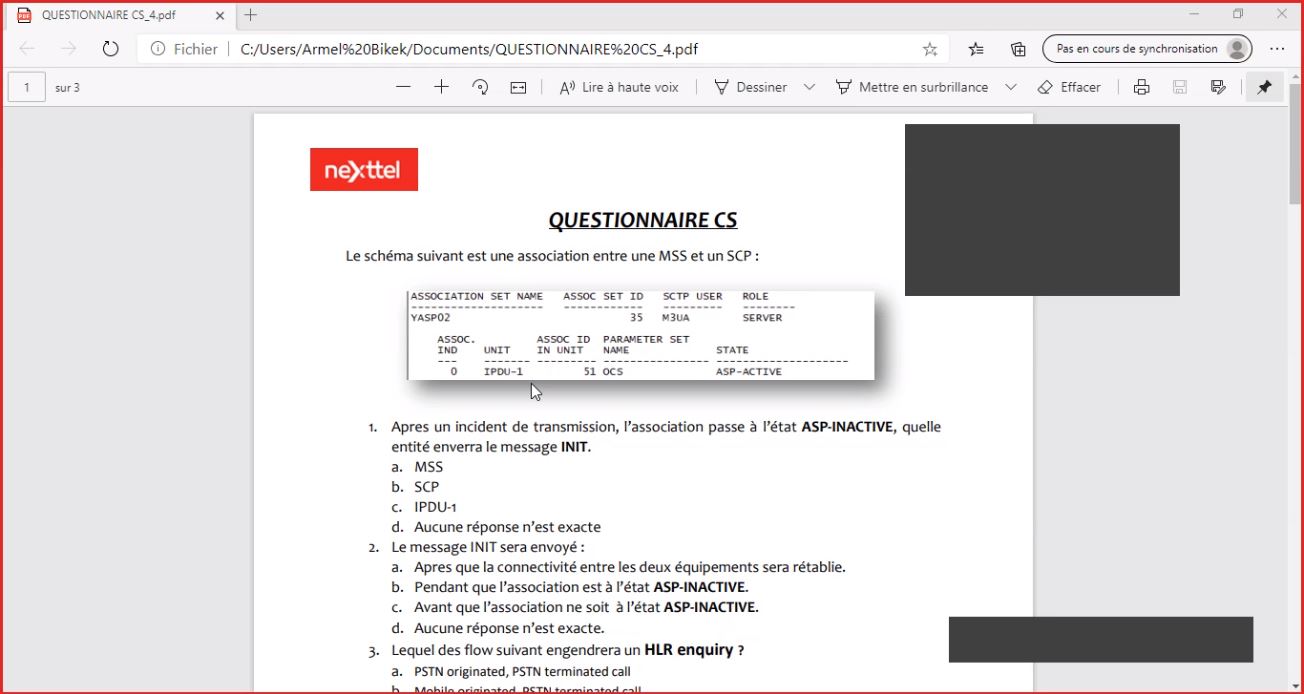 QUESTIONNAIRE CS_4.pdf
Fichier | C:/Users/Armel%20Bikek/Documents/QUESTIONNAIRE%20CS_4.pdf
Pas en cours de synchronisation
1 sur 3
Lire à haute voix
Dessiner
Mettre en surbrillance
Effacer
nexttel
QUESTIONNAIRE CS
Le schéma suivant est une association entre une MSS et un SCP :
ASSOCIATION SET NAME ASSOC SET ID SCTP USER ROLE
-------------------- ------------ --------- --------
YASP02 35 M3UA SERVER
ASSOC. ASSOC ID PARAMETER SET
IND UNIT IN UNIT NAME STATE
--- ------- --------- ---------------- --------------------
0 IPDU-1 51 OCS ASP-ACTIVE
1. Apres un incident de transmission, l’association passe à l’état ASP-INACTIVE, quelle
entité enverra le message INIT.
a. MSS
b. SCP
c. IPDU-1
d. Aucune réponse n’est exacte
2. Le message INIT sera envoyé :
a. Apres que la connectivité entre les deux équipements sera rétablie.
b. Pendant que l’association est à l’état ASP-INACTIVE.
c. Avant que l’association ne soit à l’état ASP-INACTIVE.
d. Aucune réponse n’est exacte.
3. Lequel des flow suivant engendrera un HLR enquiry ?
a. PSTN originated, PSTN terminated call
b. Mobile originated, PSTN terminated call